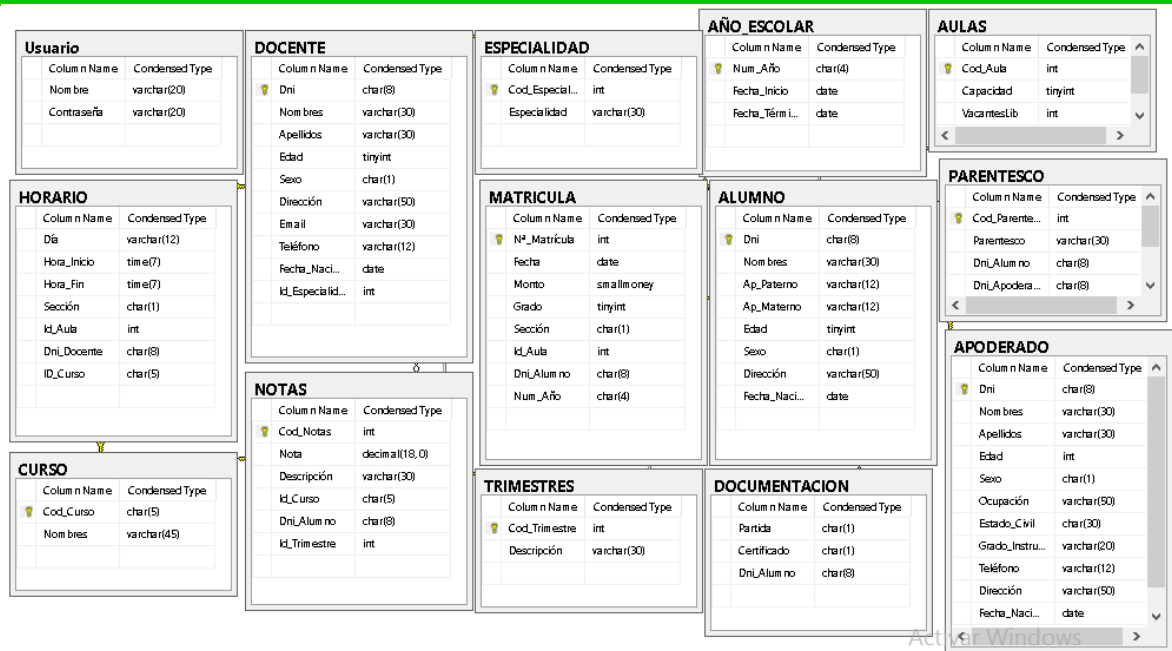 Usuario
Column Name Condensed Type
Nombre varchar(20)
Contraseña varchar(20)
DOCENTE
Column Name Condensed Type
Dni char(8)
Nombres varchar(30)
Apellidos varchar(30)
Edad tinyint
Sexo char(1)
Dirección varchar(50)
Email varchar(30)
Teléfono varchar(12)
Fecha_Naci... date
Id_Especialid... int
ESPECIALIDAD
Column Name Condensed Type
Cod_Especial... int
Especialidad varchar(30)
AÑO_ESCOLAR
Column Name Condensed Type
Num_Año char(4)
Fecha_Inicio date
Fecha_Térmi... date
AULAS
Column Name Condensed Type
Cod_Aula int
Capacidad tinyint
VacantesLib int
HORARIO
Column Name Condensed Type
Día varchar(12)
Hora_Inicio time(7)
Hora_Fin time(7)
Sección char(1)
Id_Aula int
Dni_Docente char(8)
ID_Curso char(5)
MATRICULA
Column Name Condensed Type
Nª_Matrícula int
Fecha date
Monto smallmoney
Grado tinyint
Sección char(1)
Id_Aula int
Dni_Alumno char(8)
Num_Año char(4)
ALUMNO
Column Name Condensed Type
Dni char(8)
Nombres varchar(30)
Ap_Paterno varchar(12)
Ap_Materno varchar(12)
Edad tinyint
Sexo char(1)
Dirección varchar(50)
Fecha_Naci... date
PARENTESCO
Column Name Condensed Type
Cod_Parente... int
Parentesco varchar(30)
Dni_Alumno char(8)
Dni_Apodera... char(8)
APODERADO
Column Name Condensed Type
Dni char(8)
Nombres varchar(30)
Apellidos varchar(30)
Edad int
Sexo char(1)
Ocupación varchar(50)
Estado_Civil char(30)
Grado_Instru... varchar(20)
Teléfono varchar(12)
Dirección varchar(50)
Fecha_Naci... date
CURSO
Column Name Condensed Type
Cod_Curso char(5)
Nombres varchar(45)
NOTAS
Column Name Condensed Type
Cod_Notas int
Nota decimal(18, 0)
Descripción varchar(30)
Id_Curso char(5)
Dni_Alumno char(8)
Id_Trimestre int
TRIMESTRES
Column Name Condensed Type
Cod_Trimestre int
Descripción varchar(30)
DOCUMENTACION
Column Name Condensed Type
Partida char(1)
Certificado char(1)
Dni_Alumno char(8)
Activar Windows